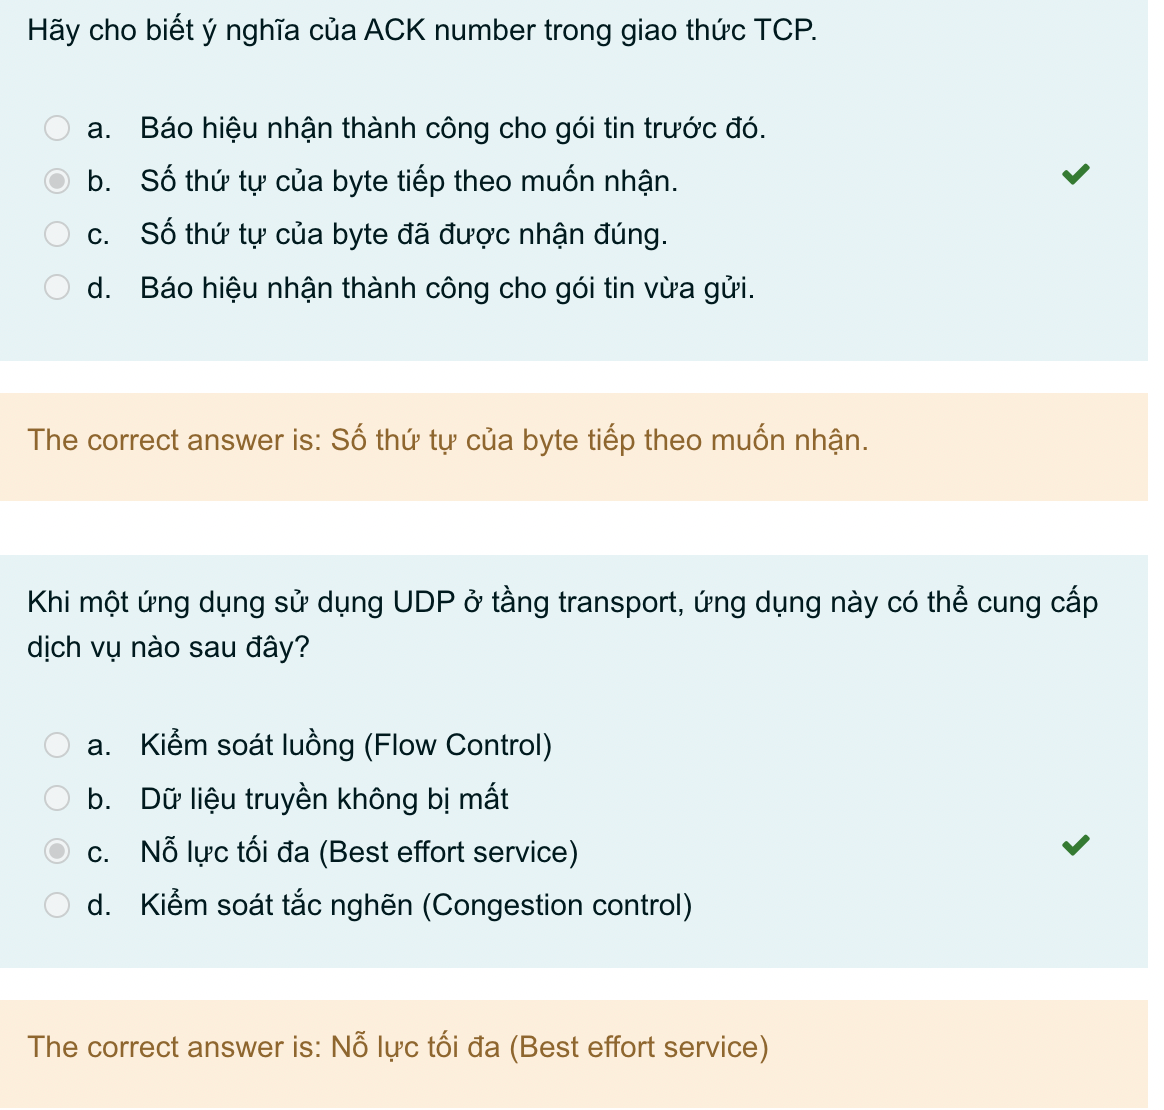 Hãy cho biết ý nghĩa của ACK number trong giao thức TCP.
a. Báo hiệu nhận thành công cho gói tin trước đó.
b. Số thứ tự của byte tiếp theo muốn nhận.
c. Số thứ tự của byte đã được nhận đúng.
d. Báo hiệu nhận thành công cho gói tin vừa gửi.
The correct answer is: Số thứ tự của byte tiếp theo muốn nhận.
Khi một ứng dụng sử dụng UDP ở tầng transport, ứng dụng này có thể cung cấp
dịch vụ nào sau đây?
a. Kiểm soát luồng (Flow Control)
b. Dữ liệu truyền không bị mất
c. Nỗ lực tối đa (Best effort service)
d. Kiểm soát tắc nghẽn (Congestion control)
The correct answer is: Nỗ lực tối đa (Best effort service)